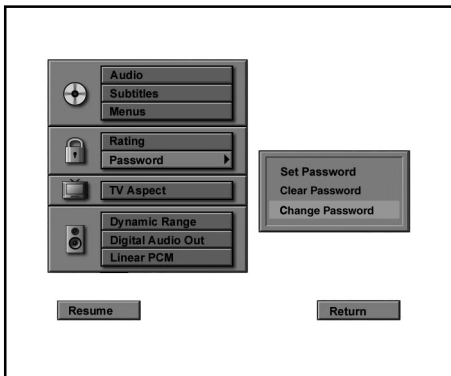 Audio
Subtitles
Menus
Rating
Password
TV Aspect
Dynamic Range
Digital Audio Out
Linear PCM
Set Password
Clear Password
Change Password
Resume
Return